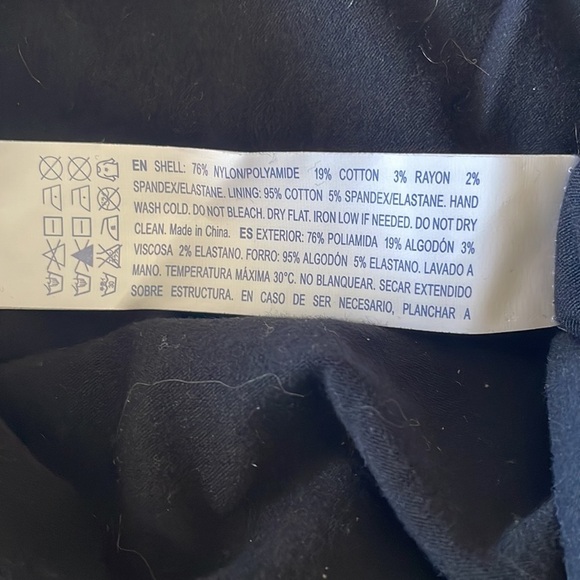 EN SHELL: 76% NYLON/POLYAMIDE 19% COTTON 3% RAYON 2%
SPANDEX/ELASTANE. LINING: 95% COTTON 5% SPANDEX/ELASTANE. HAND
WASH COLD. DO NOT BLEACH. DRY FLAT. IRON LOW IF NEEDED. DO NOT DRY
CLEAN. Made in China. ES EXTERIOR: 76% POLIAMIDA 19% ALGODÓN 3%
VISCOSA 2% ELASTANO. FORRO: 95% ALGODÓN 5% ELASTANO. LAVADO A
MANO. TEMPERATURA MÁXIMA 30°C. NO BLANQUEAR. SECAR EXTENDIDO
SOBRE ESTRUCTURA. EN CASO DE SER NECESARIO, PLANCHAR A